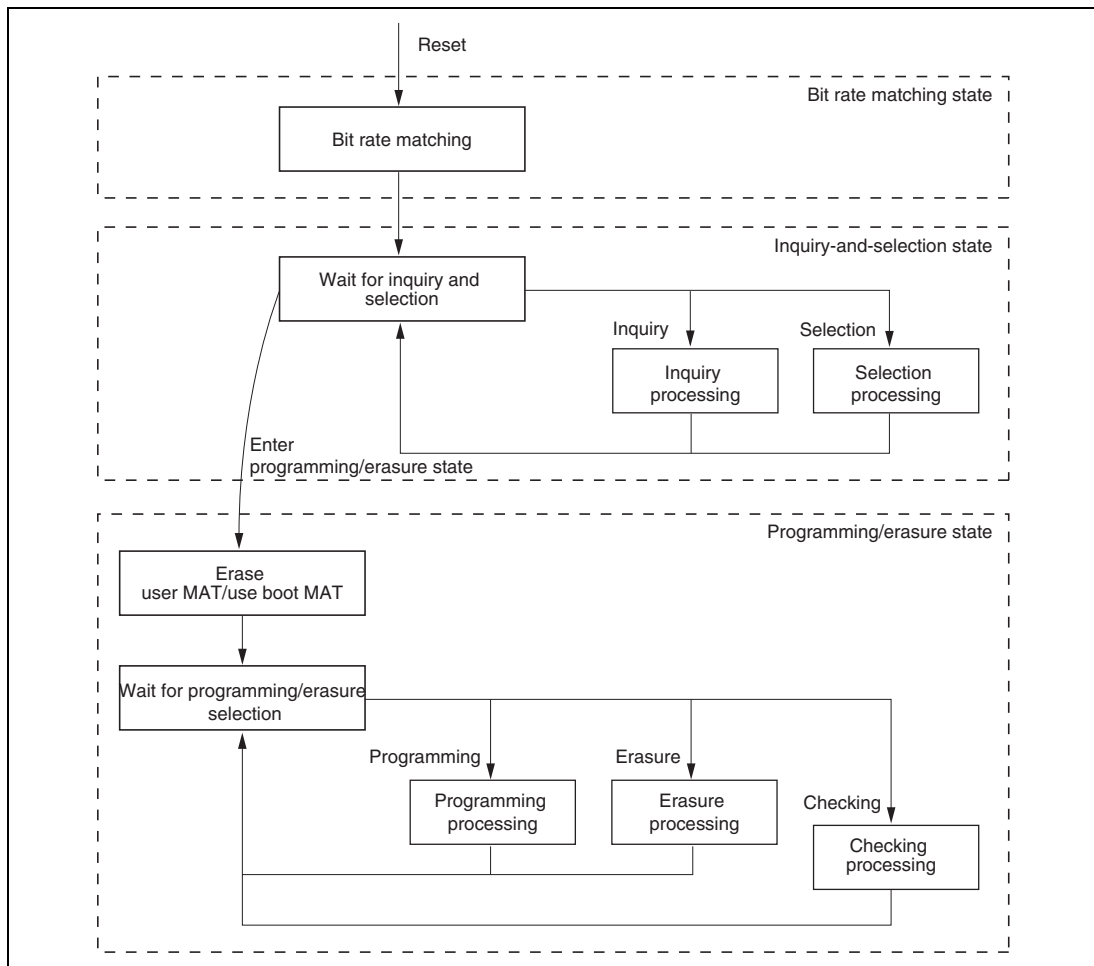 Reset
Bit rate matching state
Bit rate matching
Inquiry-and-selection state
Wait for inquiry and
selection
Inquiry
Selection
Inquiry
processing
Selection
processing
Enter
programming/erasure state
Programming/erasure state
Erase
user MAT/use boot MAT
Wait for programming/erasure
selection
Programming
Erasure
Checking
Programming
processing
Erasure
processing
Checking
processing